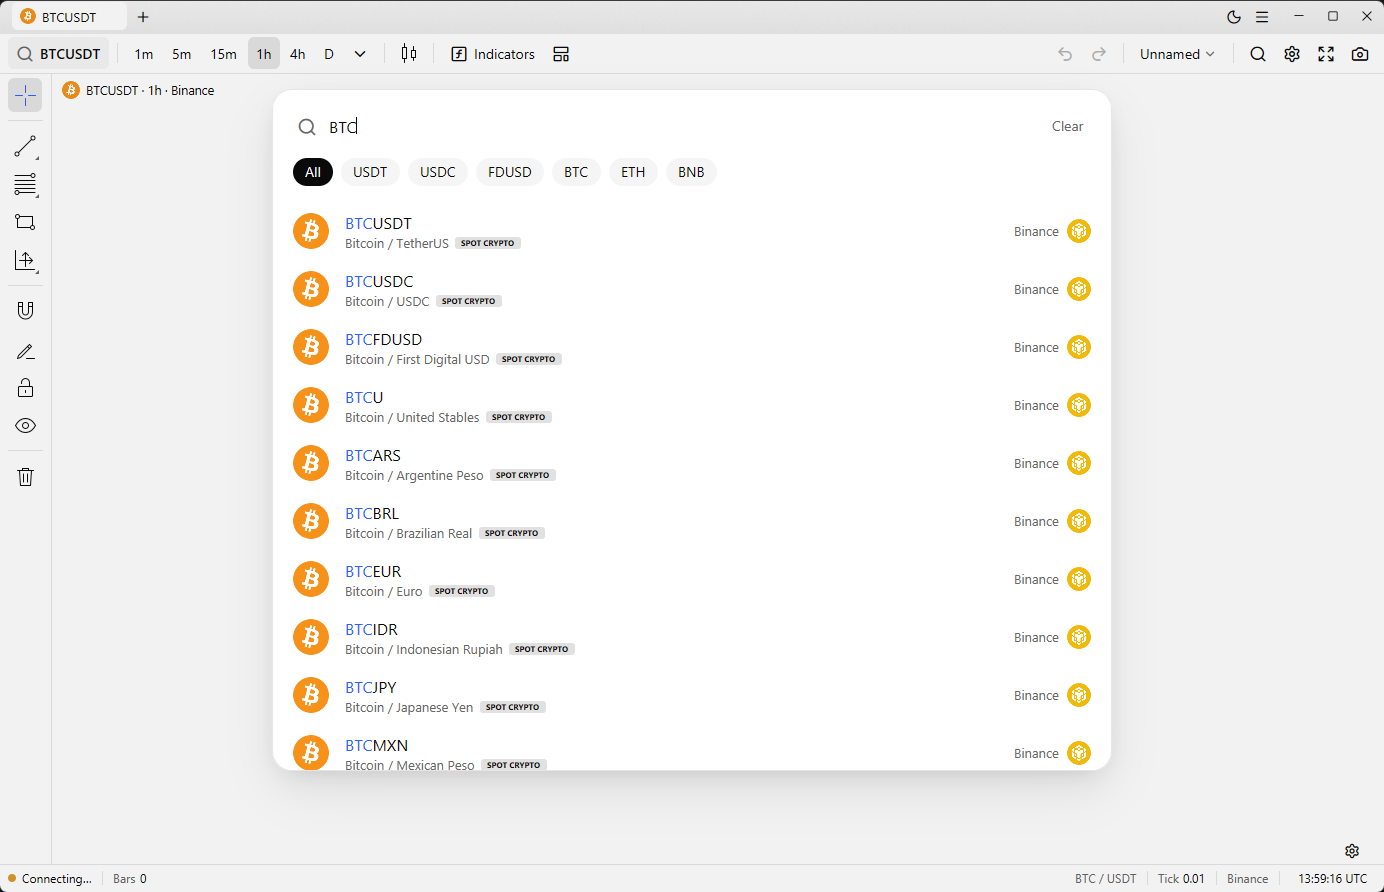 BTCUSDT
BTCUSDT 1m 5m 15m 1h 4h D Indicators Unnamed
BTCUSDT · 1h · Binance
BTC Clear
All USDT USDC FDUSD BTC ETH BNB
BTCUSDT
Bitcoin / TetherUS SPOT CRYPTO Binance
BTCUSDC
Bitcoin / USDC SPOT CRYPTO Binance
BTCFDUSD
Bitcoin / First Digital USD SPOT CRYPTO Binance
BTCU
Bitcoin / United Stables SPOT CRYPTO Binance
BTCARS
Bitcoin / Argentine Peso SPOT CRYPTO Binance
BTCBRL
Bitcoin / Brazilian Real SPOT CRYPTO Binance
BTCEUR
Bitcoin / Euro SPOT CRYPTO Binance
BTCIDR
Bitcoin / Indonesian Rupiah SPOT CRYPTO Binance
BTCJPY
Bitcoin / Japanese Yen SPOT CRYPTO Binance
BTCMXN
Bitcoin / Mexican Peso SPOT CRYPTO Binance
Connecting... Bars 0 BTC / USDT Tick 0.01 Binance 13:59:16 UTC